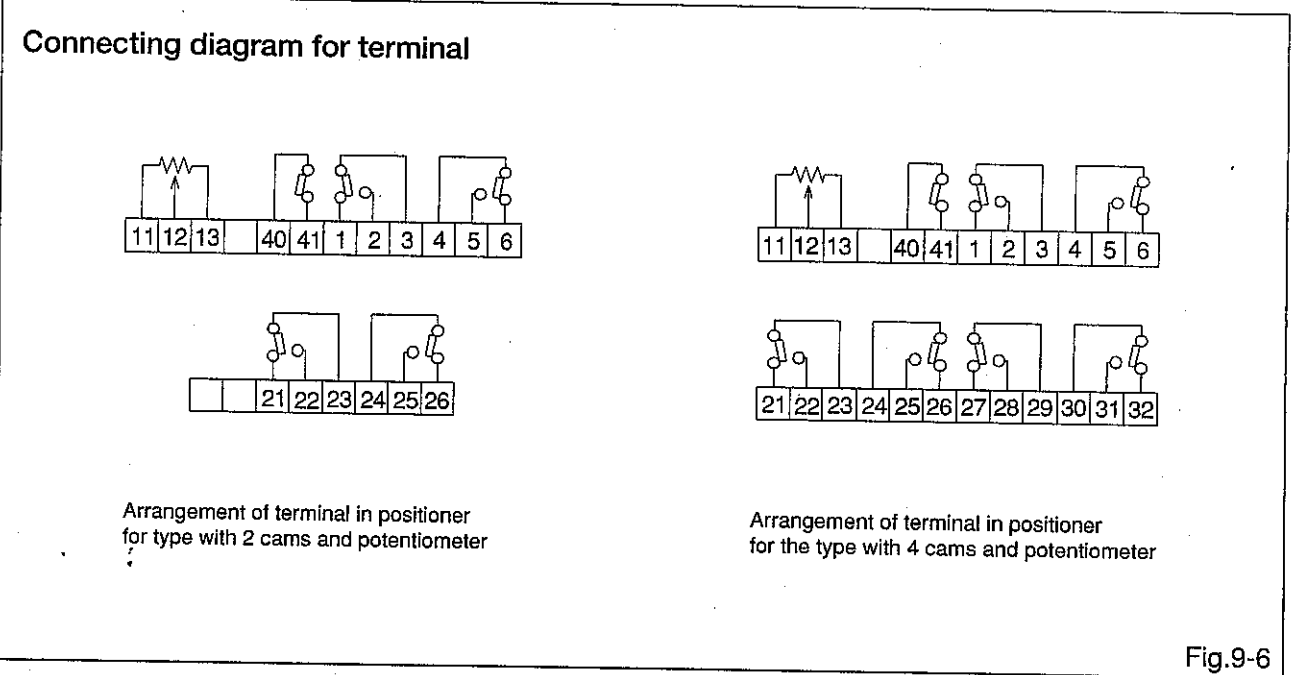 Connecting diagram for terminal
11 12 13 40 41 1 2 3 4 5 6
21 22 23 24 25 26
Arrangement of terminal in positioner
for type with 2 cams and potentiometer
11 12 13 40 41 1 2 3 4 5 6
21 22 23 24 25 26 27 28 29 30 31 32
Arrangement of terminal in positioner
for the type with 4 cams and potentiometer
Fig.9-6